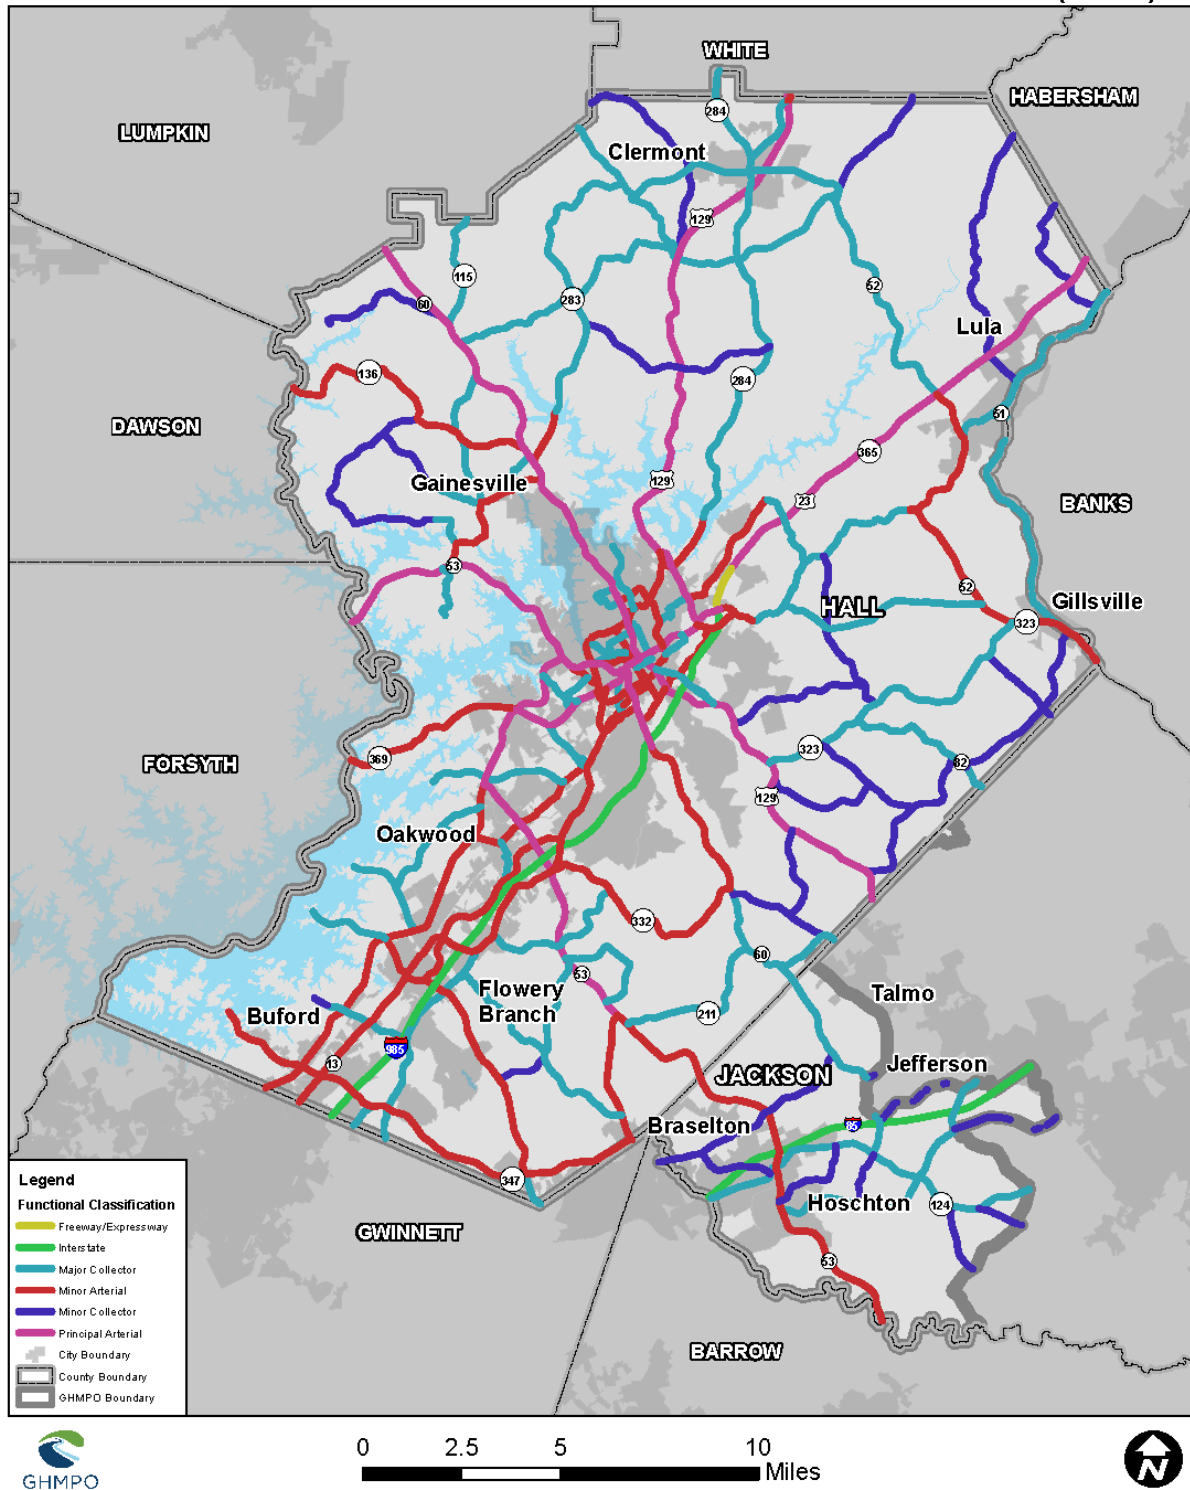 WHITE
HABERSHAM
284
LUMPKIN
Clermont
129
115
60
283
52
Lula
136
284
DAWSON
51
365
Gainesville
129
23
BANKS
53
52
HALL
Gillsville
323
323
FORSYTH
369
82
129
Oakwood
332
60
53
Flowery
Branch
Talmo
211
Buford
985
13
JACKSON
Jefferson
Braselton
85
347
Hoschton
124
GWINNETT
53
BARROW
Legend
Functional Classification
Freeway/Expressway
Interstate
Major Collector
Minor Arterial
Minor Collector
Principal Arterial
City Boundary
County Boundary
GHMPO Boundary
GHMPO
0 2.5 5 10
Miles
N